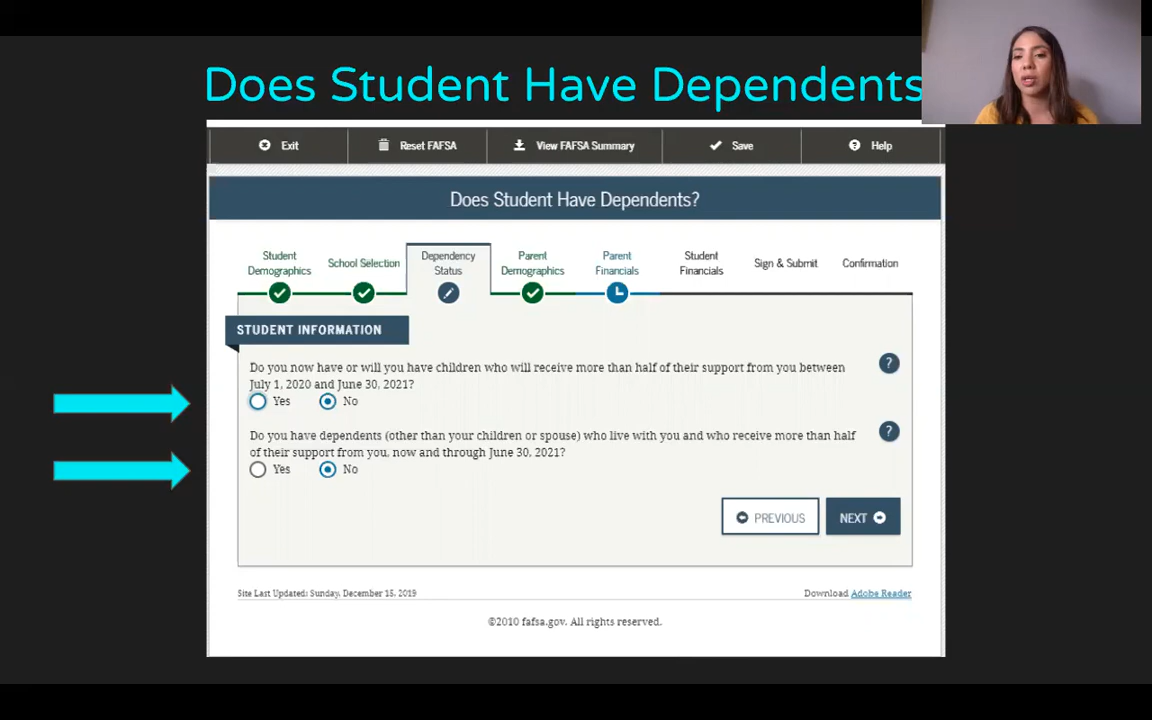 Does Student Have Dependents
Exit
Reset FAFSA
View FAFSA Summary
Save
Help
Does Student Have Dependents?
Student
Demographics
School Selection
Dependency
Status
Parent
Demographics
Parent
Financials
Student
Financials
Sign & Submit
Confirmation
STUDENT INFORMATION
Do you now have or will you have children who will receive more than half of their support from you between
July 1, 2020 and June 30, 2021?
Yes No
Do you have dependents (other than your children or spouse) who live with you and who receive more than half
of their support from you, now and through June 30, 2021?
Yes No
PREVIOUS
NEXT
Site Last Updated: Sunday, December 15, 2019
Download Adobe Reader
©2010 fafsa.gov. All rights reserved.